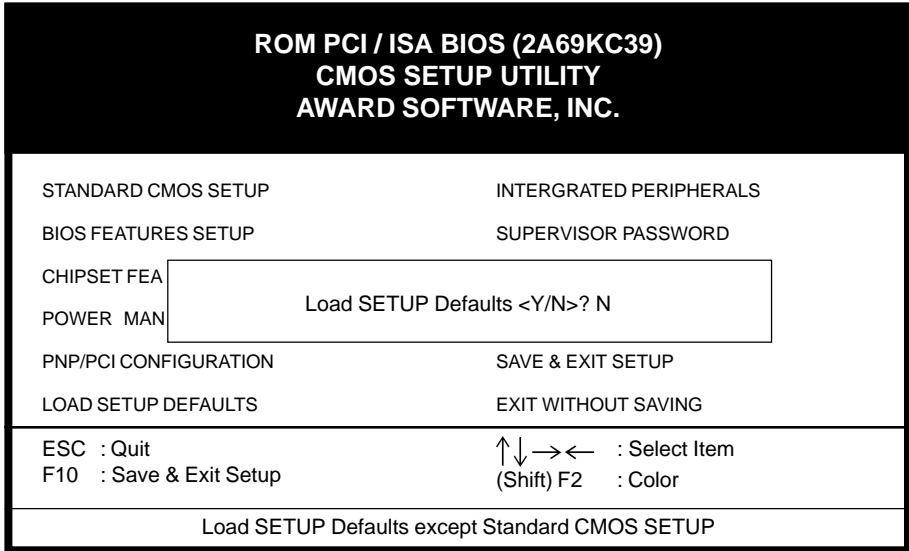 ROM PCI / ISA BIOS (2A69KC39)
CMOS SETUP UTILITY
AWARD SOFTWARE, INC.
STANDARD CMOS SETUP
INTERGRATED PERIPHERALS
BIOS FEATURES SETUP
SUPERVISOR PASSWORD
CHIPSET FEA
Load SETUP Defaults <Y/N>? N
POWER MAN
PNP/PCI CONFIGURATION
SAVE & EXIT SETUP
LOAD SETUP DEFAULTS
EXIT WITHOUT SAVING
ESC : Quit
↑↓→← : Select Item
F10 : Save & Exit Setup
(Shift) F2 : Color
Load SETUP Defaults except Standard CMOS SETUP